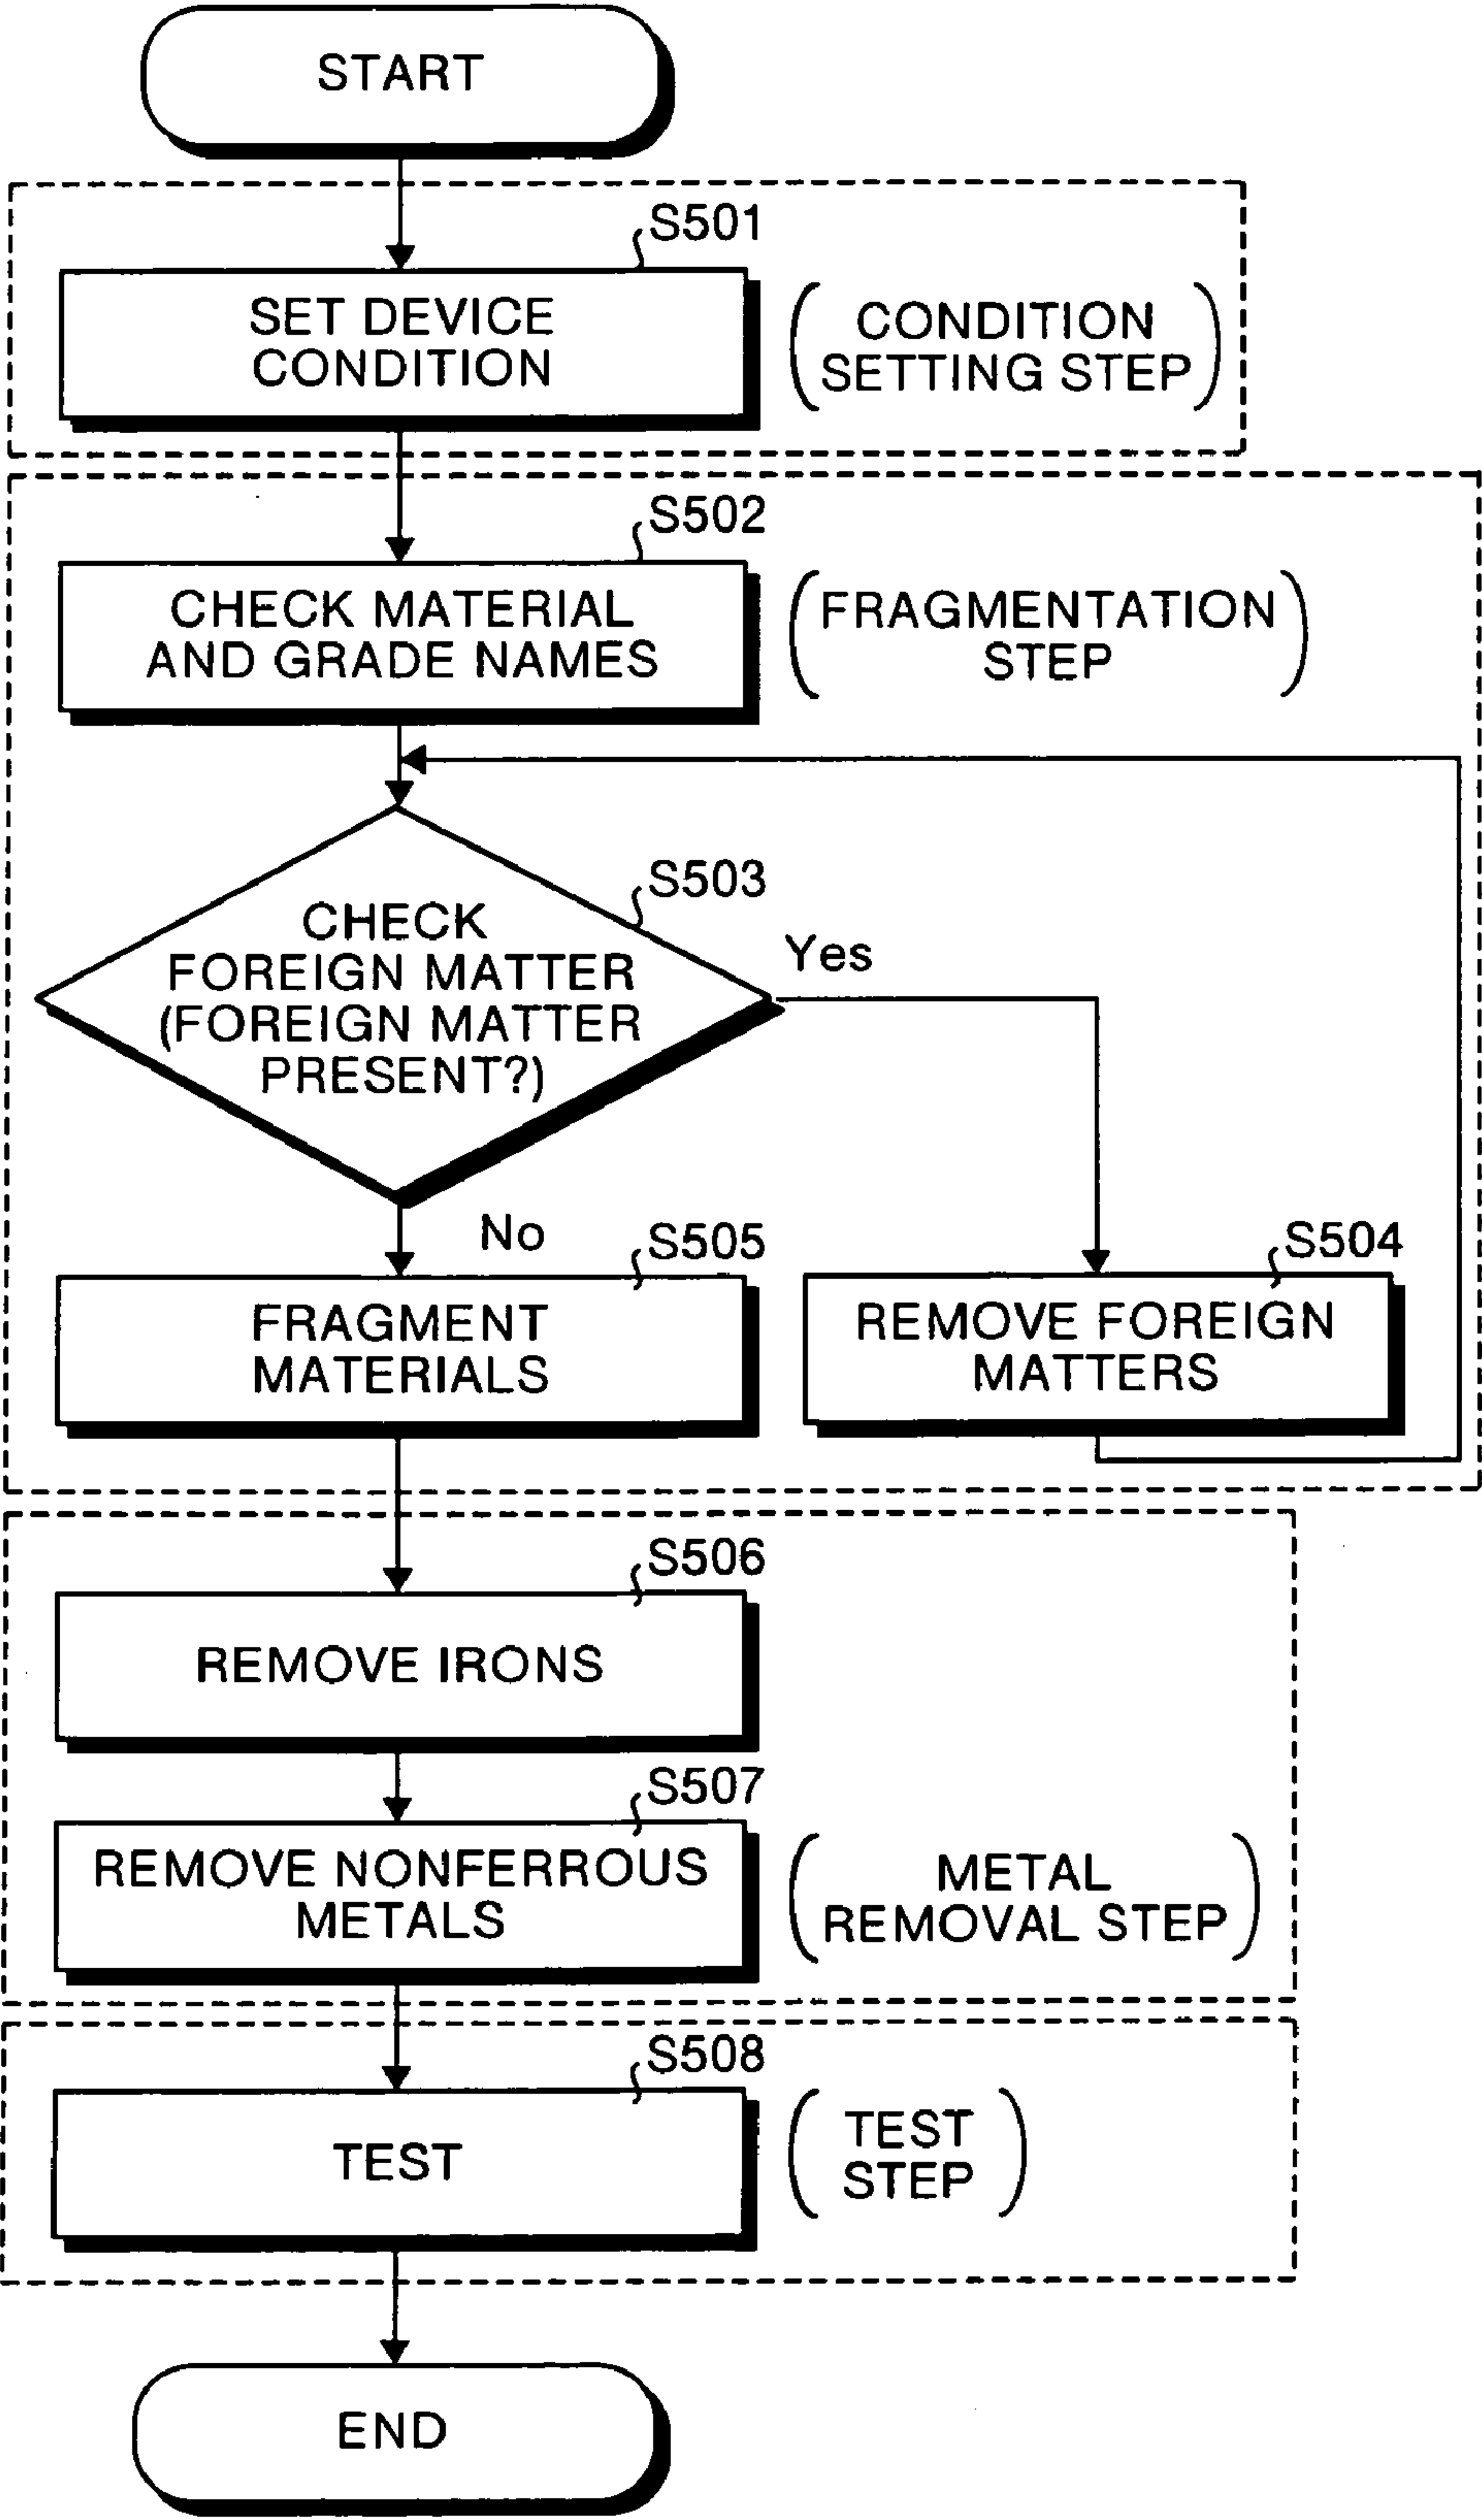 START
S501
SET DEVICE
CONDITION
(CONDITION
SETTING STEP)
S502
CHECK MATERIAL
AND GRADE NAMES
(FRAGMENTATION
STEP)
S503
CHECK
FOREIGN MATTER
(FOREIGN MATTER
PRESENT?)
Yes
No
S505
FRAGMENT
MATERIALS
S504
REMOVE FOREIGN
MATTERS
S506
REMOVE IRONS
S507
REMOVE NONFERROUS
METALS
(METAL
REMOVAL STEP)
S508
TEST
(TEST
STEP)
END